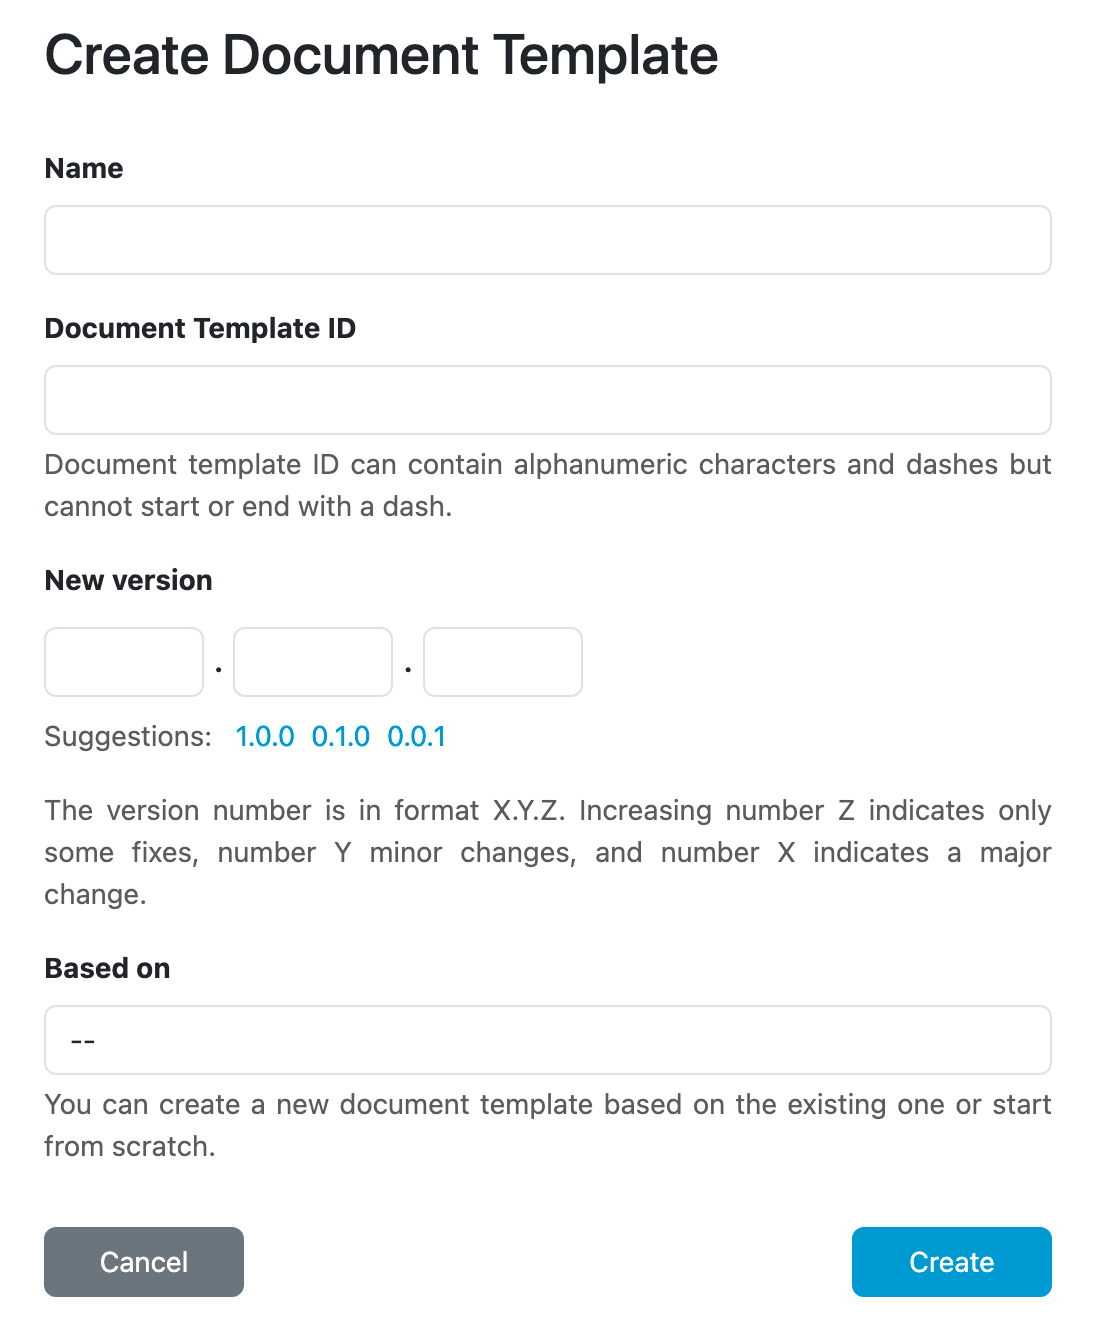 Create Document Template
Name
Document Template ID
Document template ID can contain alphanumeric characters and dashes but
cannot start or end with a dash.
New version
. .
Suggestions: 1.0.0 0.1.0 0.0.1
The version number is in format X.Y.Z. Increasing number Z indicates only
some fixes, number Y minor changes, and number X indicates a major
change.
Based on
--
You can create a new document template based on the existing one or start
from scratch.
Cancel Create